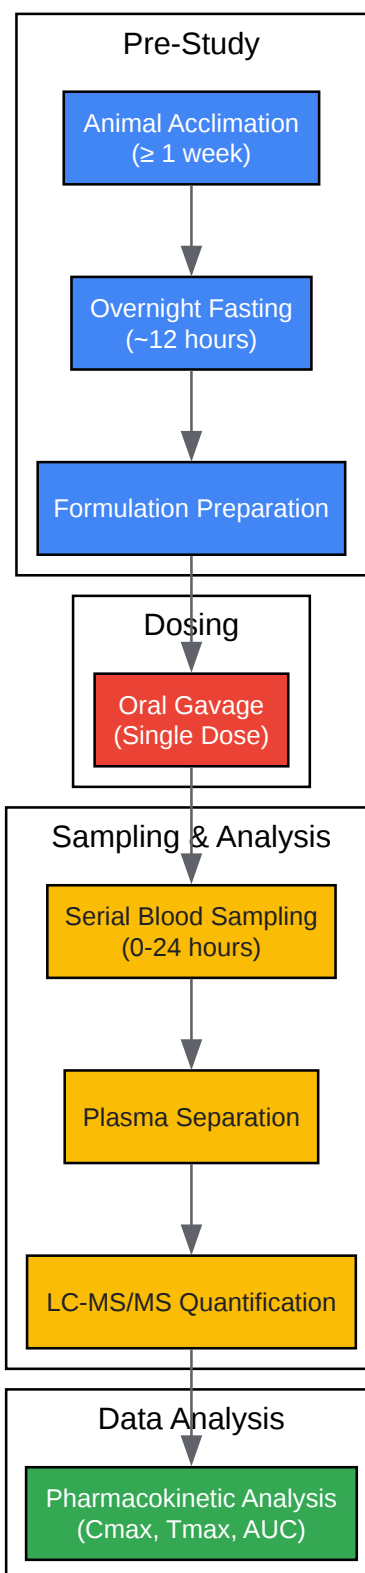 Pre-Study
Animal Acclimation
(≥ 1 week)
Overnight Fasting
(~12 hours)
Formulation Preparation
Dosing
Oral Gavage
(Single Dose)
Sampling & Analysis
Serial Blood Sampling
(0-24 hours)
Plasma Separation
LC-MS/MS Quantification
Data Analysis
Pharmacokinetic Analysis
(Cmax, Tmax, AUC)